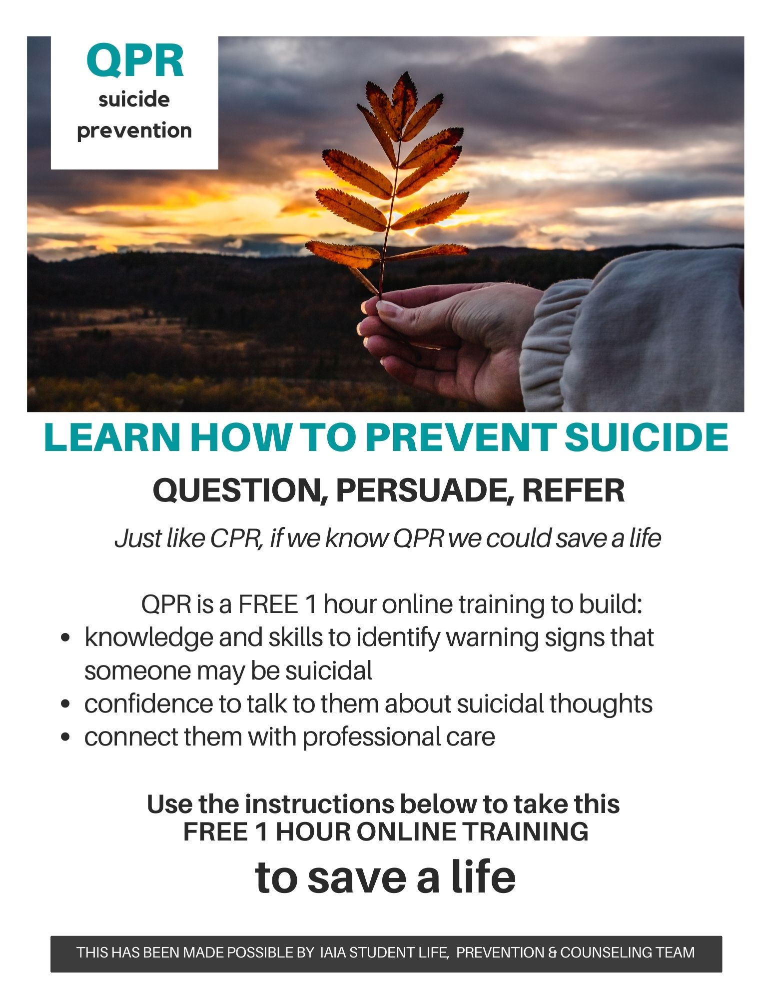 QPR
suicide
prevention
LEARN HOW TO PREVENT SUICIDE
QUESTION, PERSUADE, REFER
Just like CPR, if we know QPR we could save a life
QPR is a FREE 1 hour online training to build:
• knowledge and skills to identify warning signs that
someone may be suicidal
• confidence to talk to them about suicidal thoughts
• connect them with professional care
Use the instructions below to take this
FREE 1 HOUR ONLINE TRAINING
to save a life
THIS HAS BEEN MADE POSSIBLE BY IAIA STUDENT LIFE, PREVENTION & COUNSELING TEAM